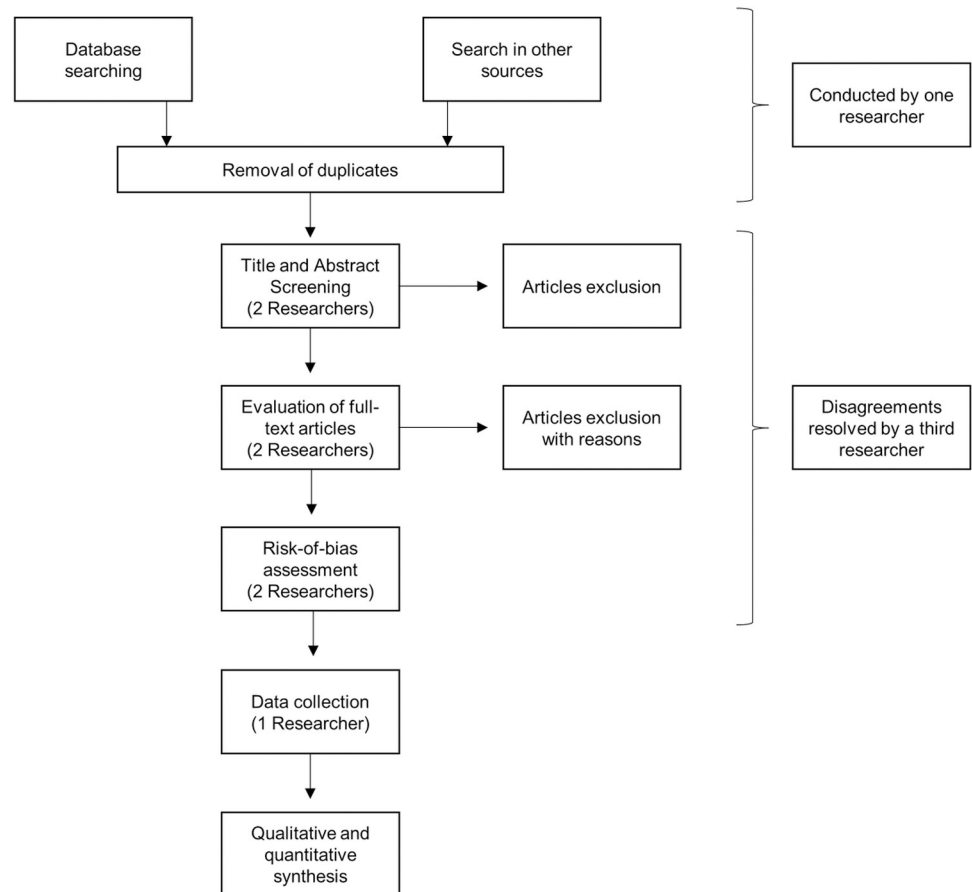 Database
searching
Search in other
sources
Conducted by one
researcher
Removal of duplicates
Title and Abstract
Screening
(2 Researchers)
Articles exclusion
Evaluation of full-
text articles
(2 Researchers)
Articles exclusion
with reasons
Disagreements
resolved by a third
researcher
Risk-of-bias
assessment
(2 Researchers)
Data collection
(1 Researcher)
Qualitative and
quantitative
synthesis